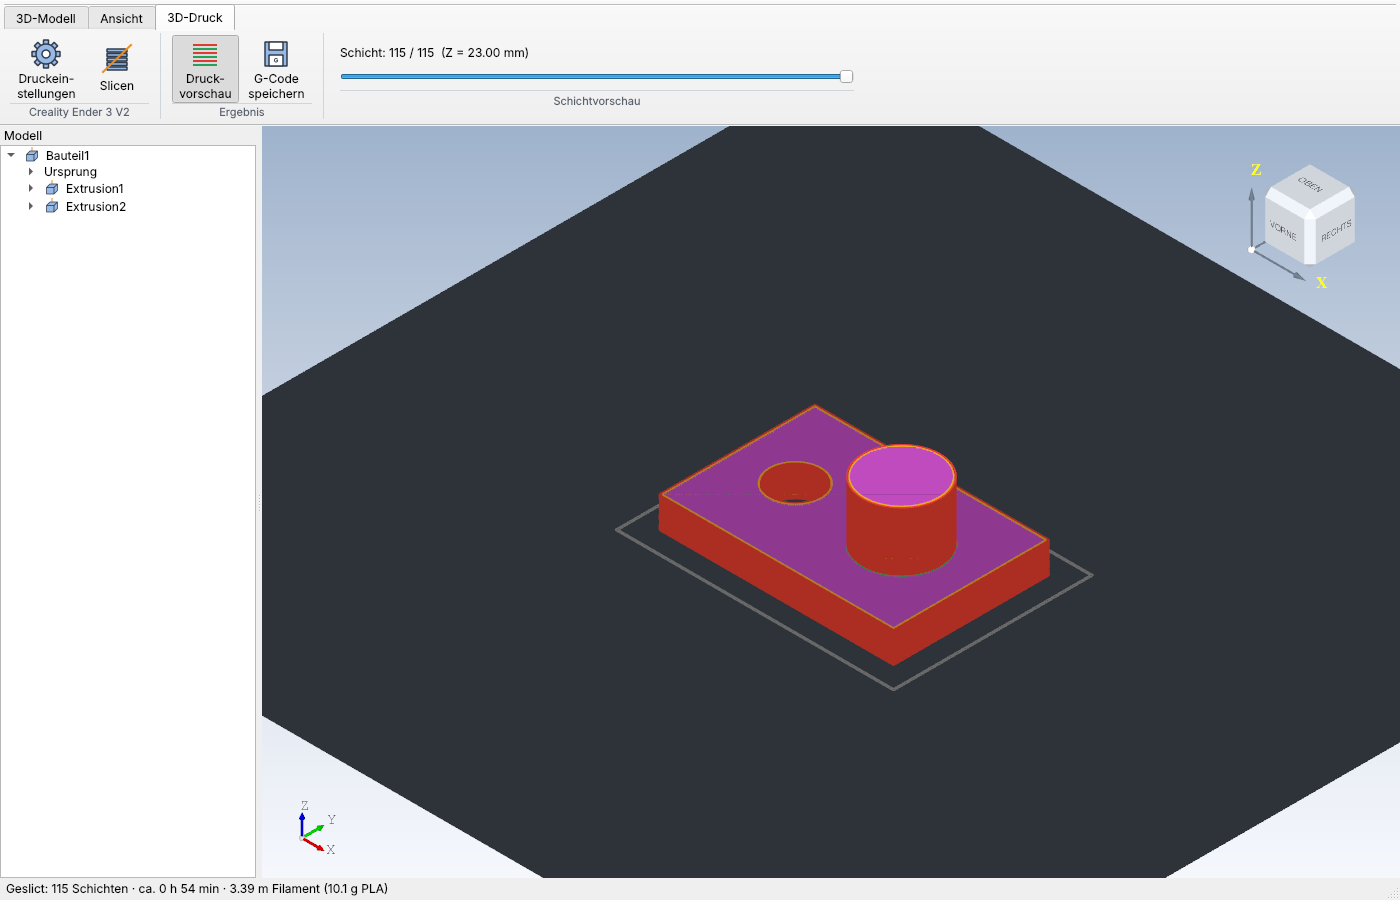 3D-Modell
Ansicht
3D-Druck
Druckein-
stellungen
Slicen
Creality Ender 3 V2
Druck-
vorschau
G
G-Code
speichern
Ergebnis
Schicht: 115 / 115  (Z = 23.00 mm)
Schichtvorschau
Modell
Bauteil1
Ursprung
Extrusion1
Extrusion2
Z
OBEN
VORNE
RECHTS
X
Z
Y
X
Geslict: 115 Schichten · ca. 0 h 54 min · 3.39 m Filament (10.1 g PLA)